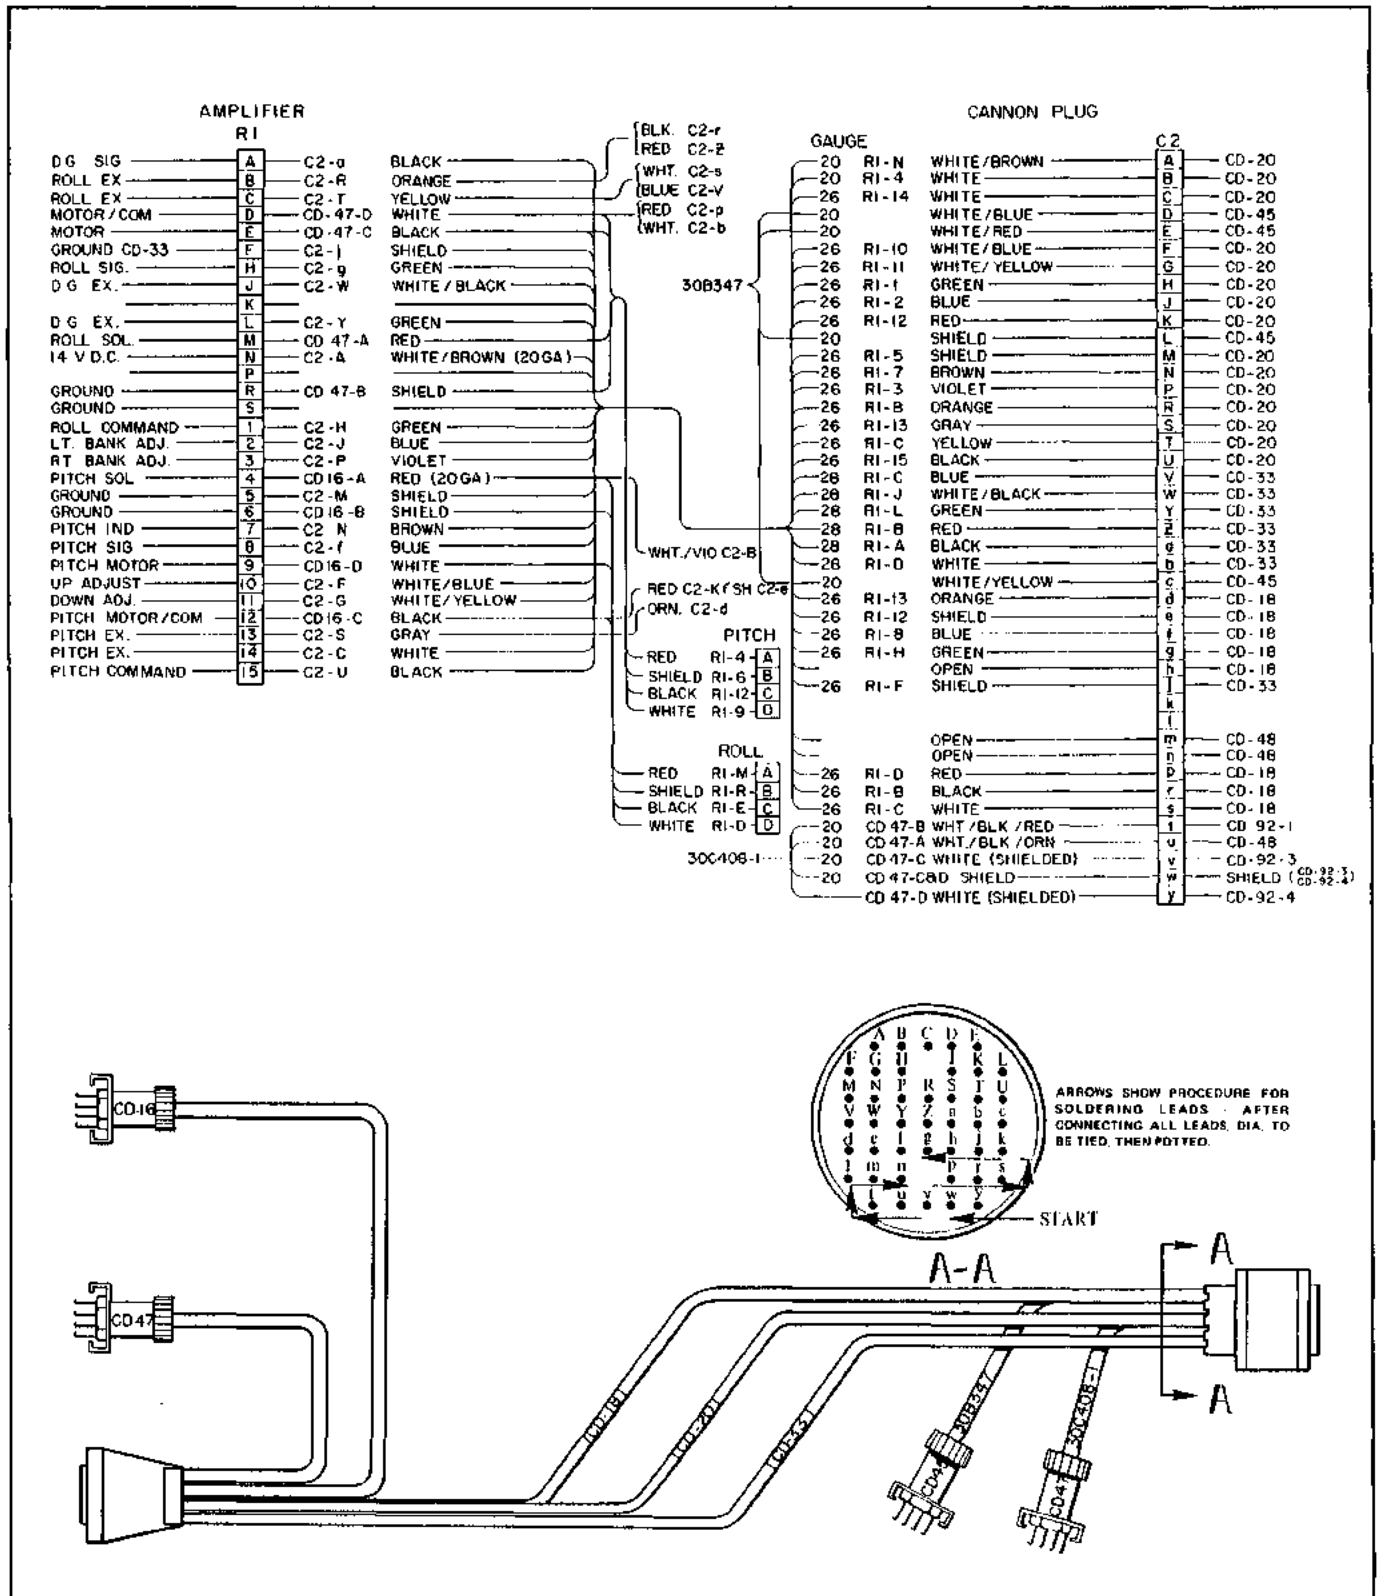 AMPLIFIER
R1
DG SIG A C2-a BLACK
ROLL EX B C2-R ORANGE
ROLL EX C C2-T YELLOW
MOTOR/COM D CD-47-D WHITE
MOTOR E CD-47-C BLACK
GROUND CD-33 F C2-j SHIELD
ROLL SIG. H C2-g GREEN
DG EX. J C2-W WHITE/BLACK
K
DG EX. L C2-Y GREEN
ROLL SOL. M CD 47-A RED
14 V D.C. N C2-A WHITE/BROWN (20GA)
P
GROUND R CD 47-B SHIELD
GROUND S
ROLL COMMAND 1 C2-H GREEN
LT. BANK ADJ. 2 C2-J BLUE
RT BANK ADJ. 3 C2-P VIOLET
PITCH SOL 4 CD16-A RED (20GA)
GROUND 5 C2-M SHIELD
GROUND 6 CD16-B SHIELD
PITCH IND 7 C2 N BROWN
PITCH SIG 8 C2-f BLUE
PITCH MOTOR 9 CD16-D WHITE
UP ADJUST 10 C2-F WHITE/BLUE
DOWN ADJ. 11 C2-G WHITE/YELLOW
PITCH MOTOR/COM 12 CD16-C BLACK
PITCH EX. 13 C2-S GRAY
PITCH EX. 14 C2-C WHITE
PITCH COMMAND 15 C2-U BLACK
BLK. C2-r
RED C2-Z
WHT. C2-s
BLUE C2-V
RED C2-p
WHT. C2-b
30B347
WHT./VIO C2-B
RED C2-K/SH C2-e
ORN. C2-d
PITCH
RED R1-4 A
SHIELD R1-6 B
BLACK R1-12 C
WHITE R1-9 D
ROLL
RED R1-M A
SHIELD R1-R B
BLACK R1-E C
WHITE R1-D D
30C408-1
CANNON PLUG
GAUGE C2
20 R1-N WHITE/BROWN A CD-20
20 R1-4 WHITE B CD-20
26 R1-14 WHITE C CD-20
20 WHITE/BLUE D CD-45
20 WHITE/RED E CD-45
26 R1-10 WHITE/BLUE F CD-20
26 R1-11 WHITE/YELLOW G CD-20
26 R1-1 GREEN H CD-20
26 R1-2 BLUE J CD-20
26 R1-12 RED K CD-20
20 SHIELD L CD-45
26 R1-5 SHIELD M CD-20
26 R1-7 BROWN N CD-20
26 R1-3 VIOLET P CD-20
26 R1-B ORANGE R CD-20
26 R1-13 GRAY S CD-20
26 R1-C YELLOW T CD-20
26 R1-15 BLACK U CD-20
28 R1-C BLUE V CD-33
28 R1-J WHITE/BLACK W CD-33
28 R1-L GREEN Y CD-33
28 R1-B RED Z CD-33
28 R1-A BLACK a CD-33
28 R1-D WHITE b CD-33
20 WHITE/YELLOW c CD-45
26 R1-13 ORANGE d CD-18
26 R1-12 SHIELD e CD-18
26 R1-8 BLUE f CD-18
26 R1-H GREEN g CD-18
OPEN h CD-18
26 R1-F SHIELD j CD-33
k
l
OPEN m CD-48
OPEN n CD-48
26 R1-D RED p CD-18
26 R1-B BLACK r CD-18
26 R1-C WHITE s CD-18
20 CD 47-B WHT/BLK/RED t CD 92-1
20 CD 47-A WHT/BLK/ORN u CD-48
20 CD 47-C WHITE (SHIELDED) v CD-92-3
20 CD 47-C&D SHIELD w SHIELD (CD-92-3 CD-92-4)
CD 47-D WHITE (SHIELDED) y CD-92-4
A B C D E
F G H J K L
M N P R S T U
V W Y Z a b c
d e f g h j k
l m n p r s
t u v w y
START
ARROWS SHOW PROCEDURE FOR
SOLDERING LEADS - AFTER
CONNECTING ALL LEADS, DIA. TO
BE TIED, THEN POTTED.
A-A
A
A
CD-16
CD47
CD-18
CD-20
CD-33
30B347
30C408-1
CD45
CD47